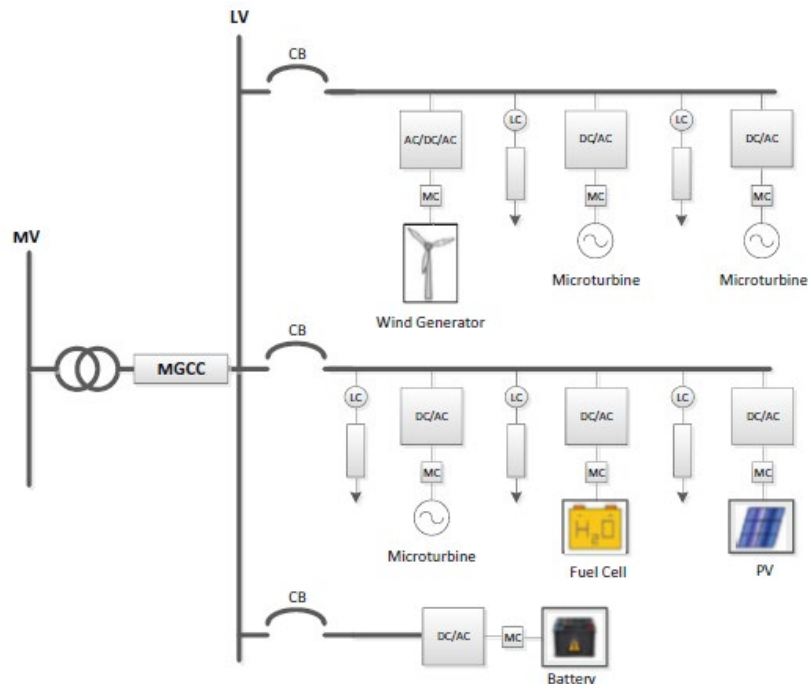 LV
CB
AC/DC/AC
LC
DC/AC
LC
DC/AC
MC
MC
MC
MV
Microturbine
Microturbine
Wind Generator
CB
MGCC
LC
DC/AC
LC
DC/AC
LC
DC/AC
MC
MC
MC
H2O
Microturbine
Fuel Cell
PV
CB
DC/AC
MC
Battery